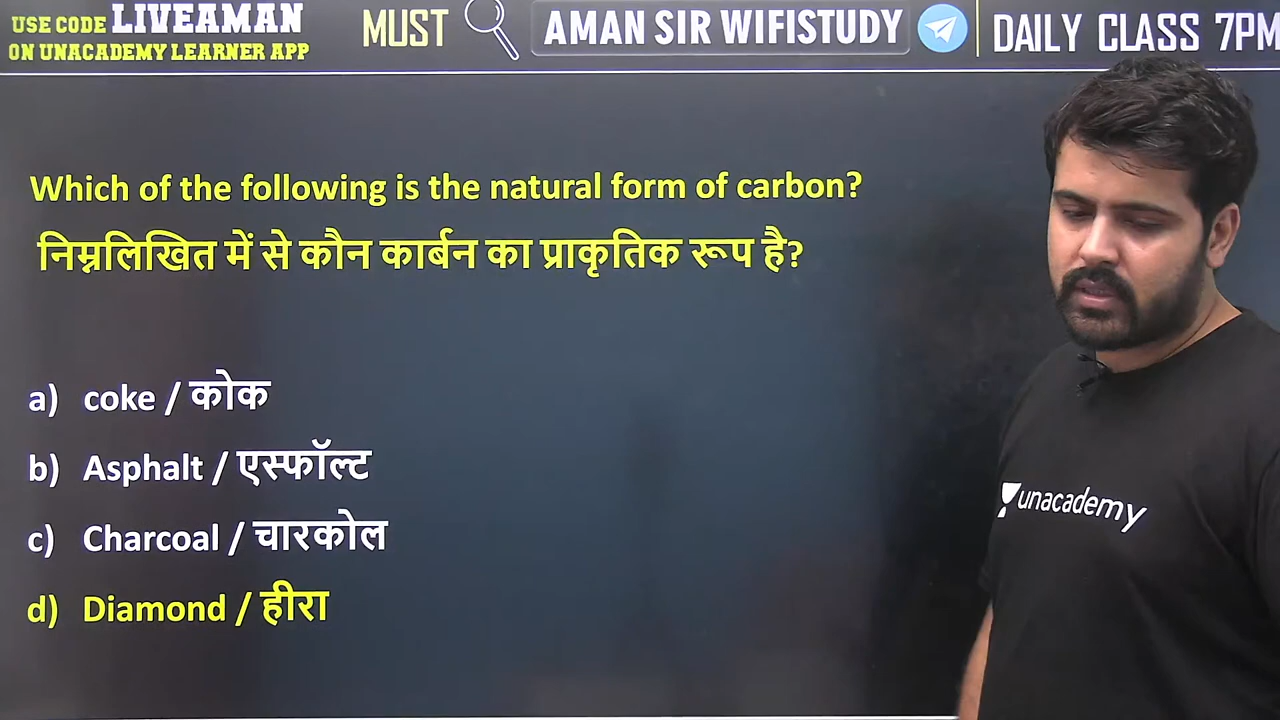 USE CODE LIVEAMAN
ON UNACADEMY LEARNER APP
MUST
AMAN SIR WIFISTUDY
DAILY CLASS 7PM
Which of the following is the natural form of carbon?
निम्नलिखित में से कौन कार्बन का प्राकृतिक रूप है?
a) coke / कोक
b) Asphalt / एस्फॉल्ट
c) Charcoal / चारकोल
d) Diamond / हीरा
unacademy